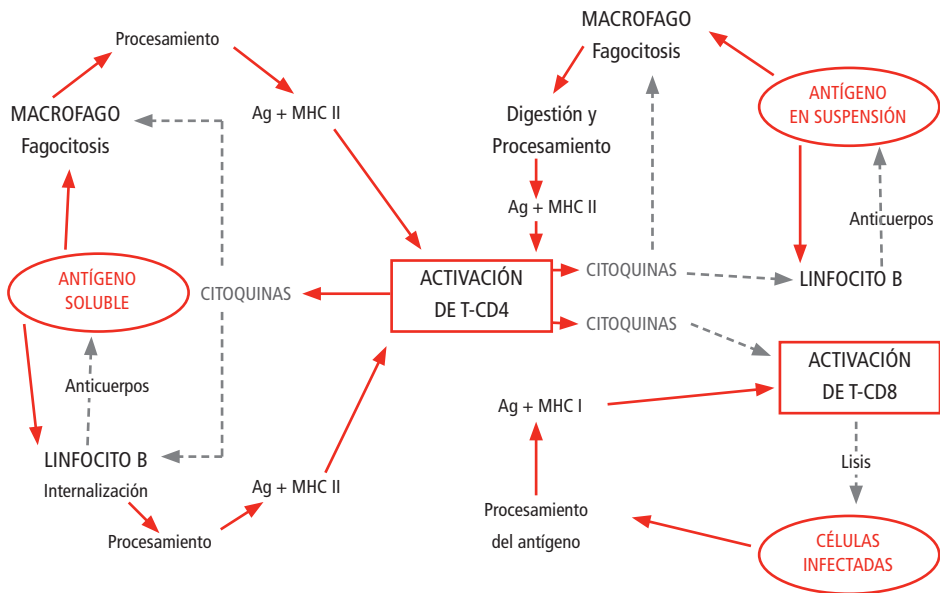 Procesamiento
MACROFAGO
Fagocitosis
Ag + MHC II
ANTÍGENO
SOLUBLE
CITOQUINAS
Anticuerpos
LINFOCITO B
Internalización
Procesamiento
Ag + MHC II
ACTIVACIÓN
DE T-CD4
MACROFAGO
Fagocitosis
Digestión y
Procesamiento
Ag + MHC II
ANTÍGENO
EN SUSPENSIÓN
Anticuerpos
CITOQUINAS
LINFOCITO B
CITOQUINAS
ACTIVACIÓN
DE T-CD8
Ag + MHC I
Lisis
Procesamiento
del antígeno
CÉLULAS
INFECTADAS